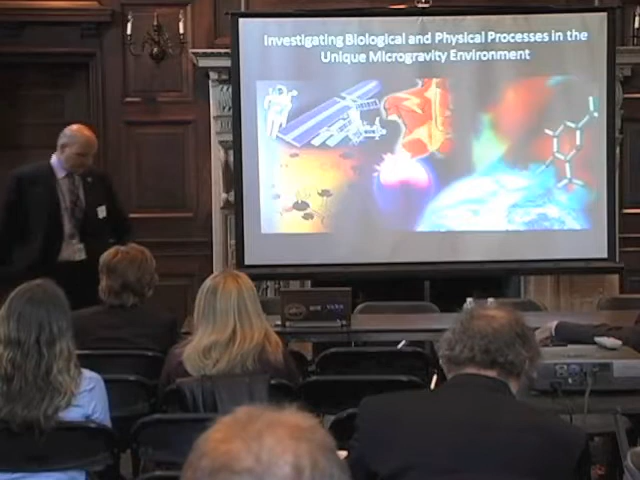 Investigating Biological and Physical Processes in the
Unique Microgravity Environment